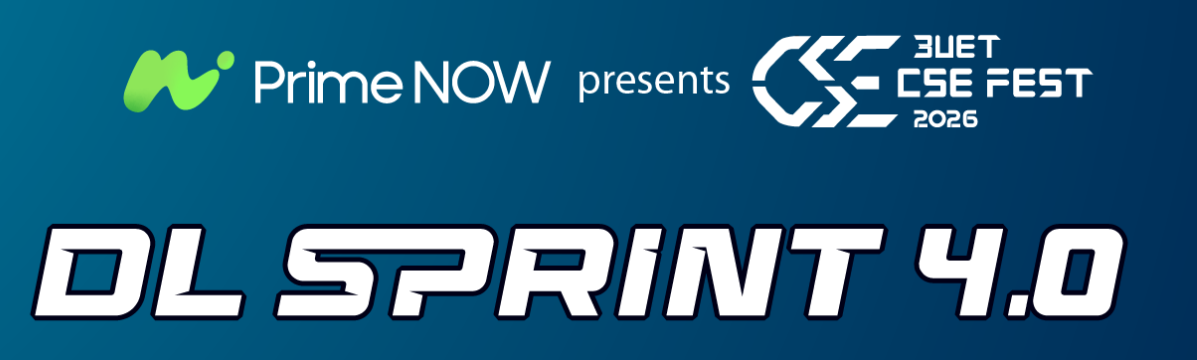 Prime NOW presents
CSE
BUET
CSE FEST
2026
DL SPRINT 4.0